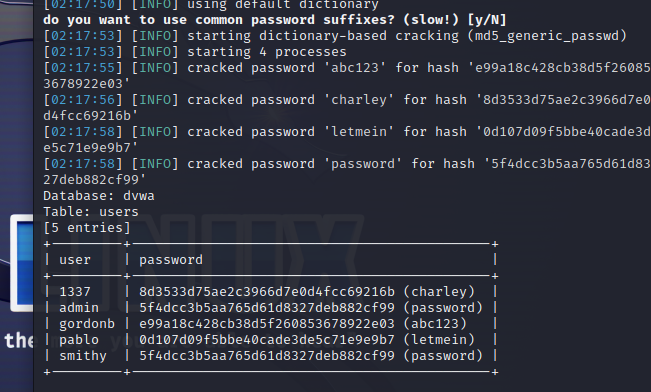 [02:17:50] [INFO] using default dictionary
do you want to use common password suffixes? (slow!) [y/N]
[02:17:53] [INFO] starting dictionary-based cracking (md5_generic_passwd)
[02:17:53] [INFO] starting 4 processes
[02:17:55] [INFO] cracked password 'abc123' for hash 'e99a18c428cb38d5f26085
3678922e03'
[02:17:56] [INFO] cracked password 'charley' for hash '8d3533d75ae2c3966d7e0
d4fcc69216b'
[02:17:58] [INFO] cracked password 'letmein' for hash '0d107d09f5bbe40cade3d
e5c71e9e9b7'
[02:17:58] [INFO] cracked password 'password' for hash '5f4dcc3b5aa765d61d83
27deb882cf99'
Database: dvwa
Table: users
[5 entries]
+---------+---------------------------------------------+
| user | password |
+---------+---------------------------------------------+
| 1337 | 8d3533d75ae2c3966d7e0d4fcc69216b (charley) |
| admin | 5f4dcc3b5aa765d61d8327deb882cf99 (password) |
| gordonb | e99a18c428cb38d5f260853678922e03 (abc123) |
| pablo | 0d107d09f5bbe40cade3de5c71e9e9b7 (letmein) |
| smithy | 5f4dcc3b5aa765d61d8327deb882cf99 (password) |
+---------+---------------------------------------------+
the